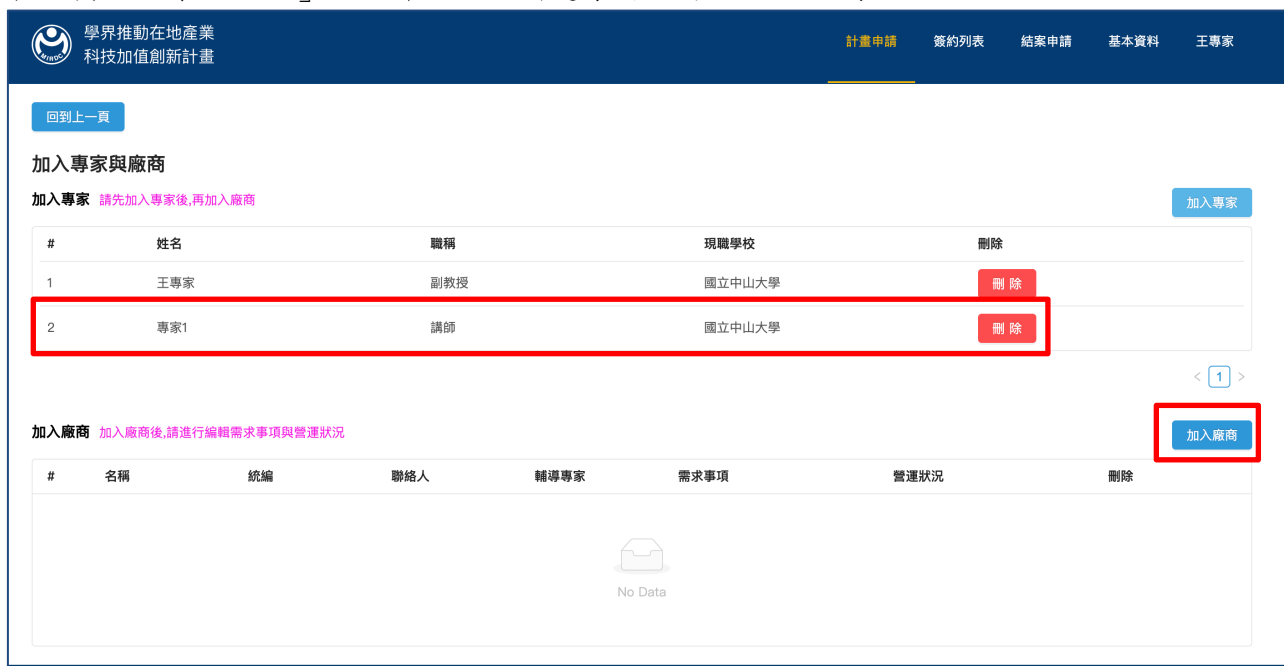 MIRDC
學界推動在地產業
科技加值創新計畫
計畫申請 簽約列表 結案申請 基本資料 王專家
回到上一頁
加入專家與廠商
加入專家 請先加入專家後,再加入廠商 加入專家
# 姓名 職稱 現職學校 刪除
1 王專家 副教授 國立中山大學 刪 除
2 專家1 講師 國立中山大學 刪 除
< 1 >
加入廠商 加入廠商後,請進行編輯需求事項與營運狀況 加入廠商
# 名稱 統編 聯絡人 輔導專家 需求事項 營運狀況 刪除
No Data